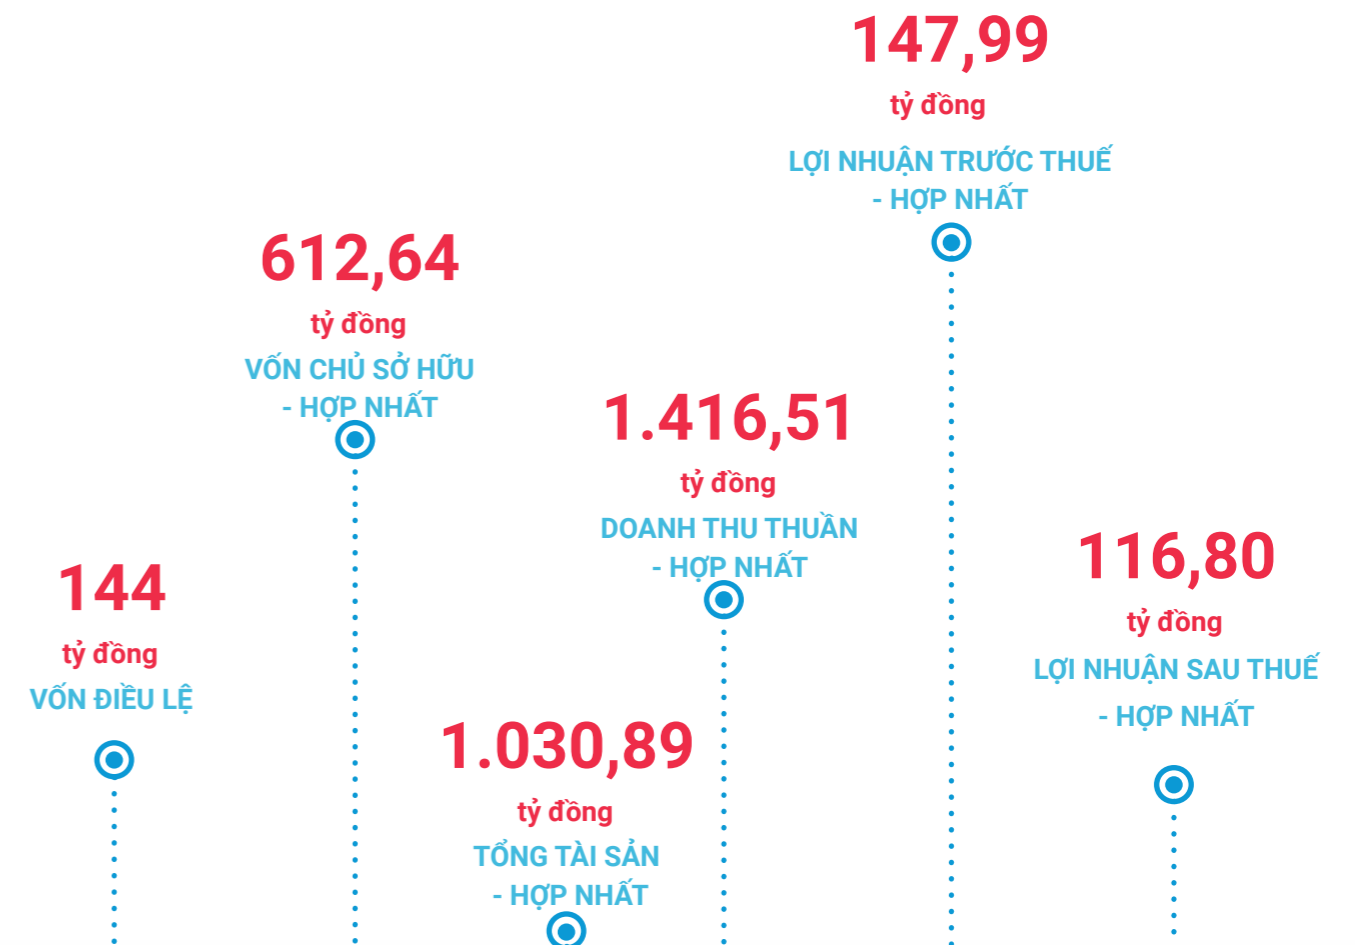 144
tỷ đồng
VỐN ĐIỀU LỆ
612,64
tỷ đồng
VỐN CHỦ SỞ HỮU
- HỢP NHẤT
1.030,89
tỷ đồng
TỔNG TÀI SẢN
- HỢP NHẤT
1.416,51
tỷ đồng
DOANH THU THUẦN
- HỢP NHẤT
147,99
tỷ đồng
LỢI NHUẬN TRƯỚC THUẾ
- HỢP NHẤT
116,80
tỷ đồng
LỢI NHUẬN SAU THUẾ
- HỢP NHẤT